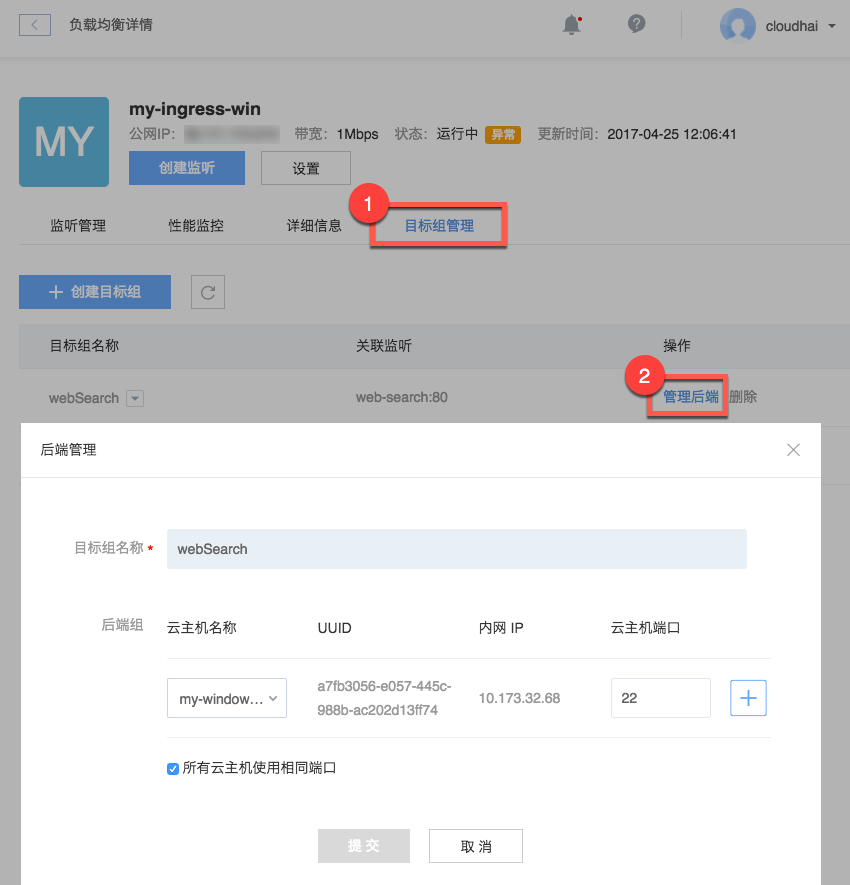 负载均衡详情
cloudhai
MY
my-ingress-win
公网IP: 带宽: 1Mbps 状态: 运行中 异常 更新时间: 2017-04-25 12:06:41
创建监听 设置
1
监听管理 性能监控 详细信息 目标组管理
创建目标组
目标组名称 关联监听 操作
2
webSearch web-search:80 管理后端 删除
后端管理
目标组名称 * webSearch
后端组 云主机名称 UUID 内网 IP 云主机端口
my-window... a7fb3056-e057-445c-
988b-ac202d13ff74 10.173.32.68 22
所有云主机使用相同端口
提交 取消